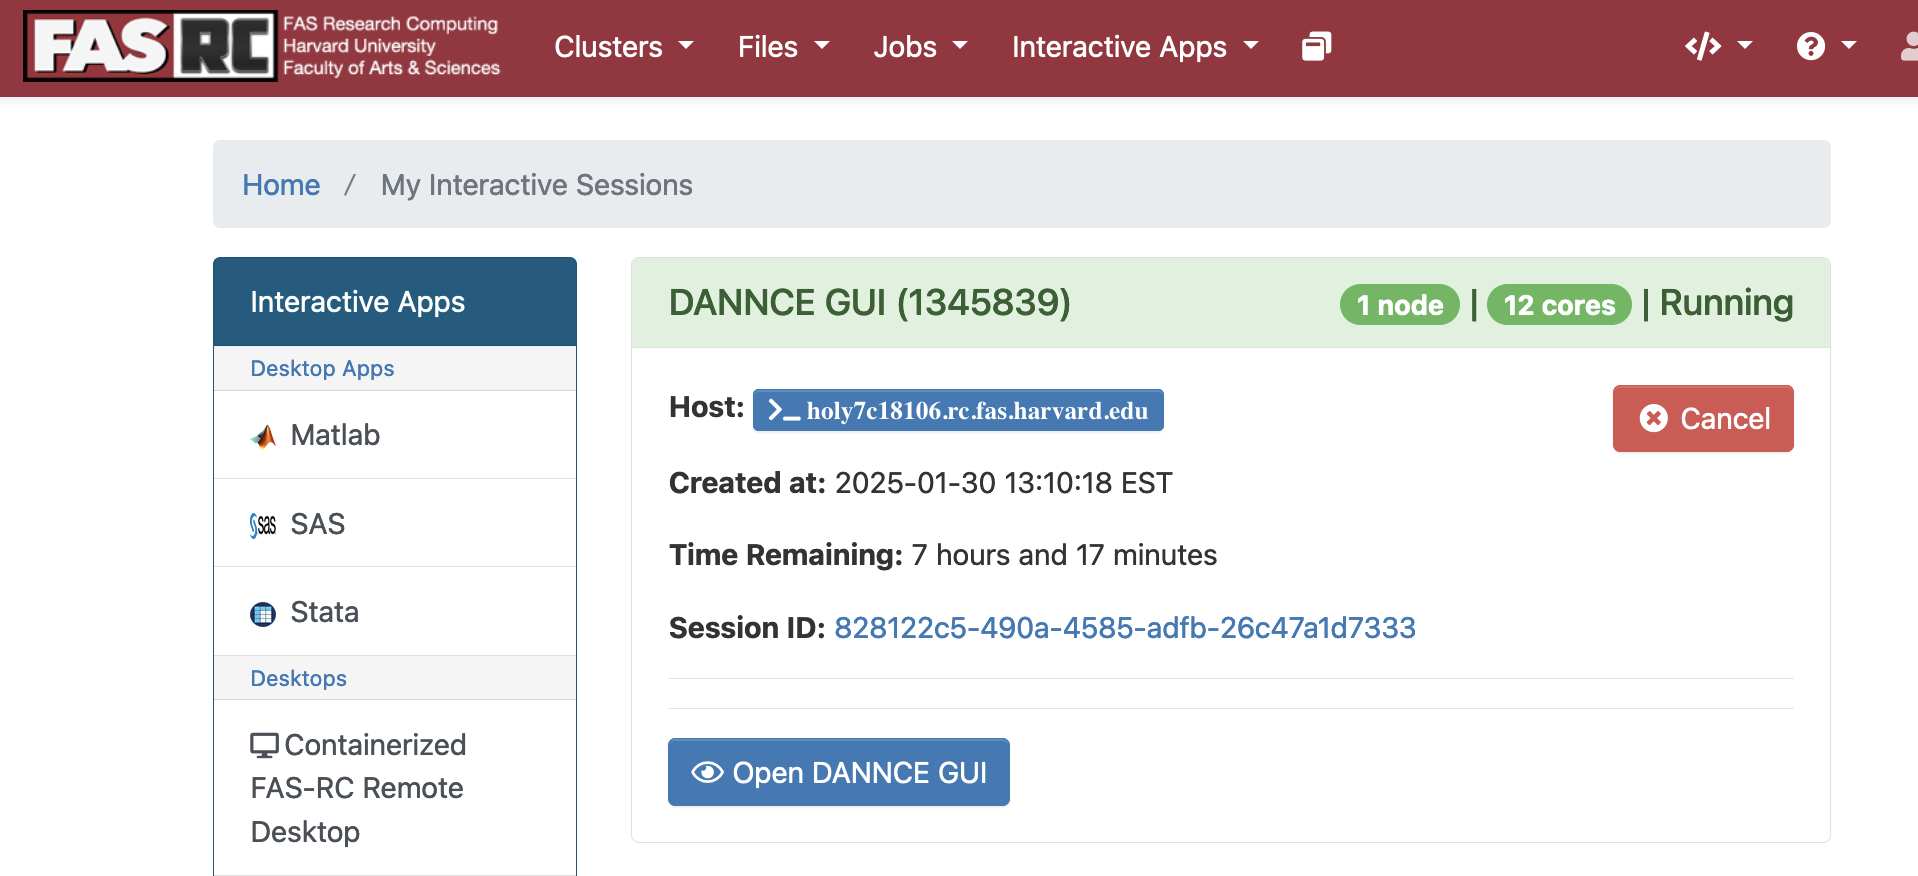 FASRC
FAS Research Computing
Harvard University
Faculty of Arts & Sciences
Clusters
Files
Jobs
Interactive Apps
Home / My Interactive Sessions
Interactive Apps
Desktop Apps
Matlab
SAS
Stata
Desktops
Containerized
FAS-RC Remote
Desktop
DANNCE GUI (1345839)
1 node | 12 cores | Running
Host: >_ holy7c18106.rc.fas.harvard.edu
Cancel
Created at: 2025-01-30 13:10:18 EST
Time Remaining: 7 hours and 17 minutes
Session ID: 828122c5-490a-4585-adfb-26c47a1d7333
Open DANNCE GUI